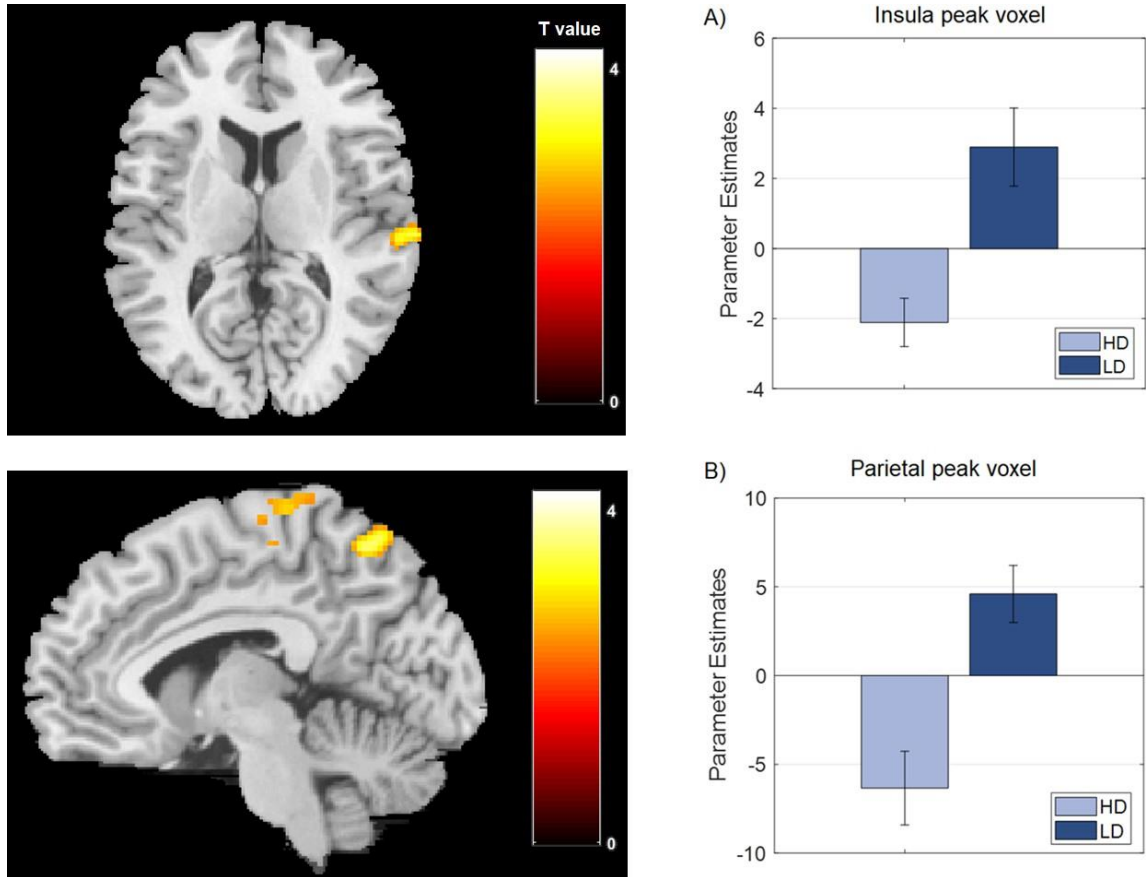 T value
4
0
A)
Insula peak voxel
6
4
2
0
-2
-4
Parameter Estimates
HD
LD
4
0
B)
Parietal peak voxel
10
5
0
-5
-10
Parameter Estimates
HD
LD